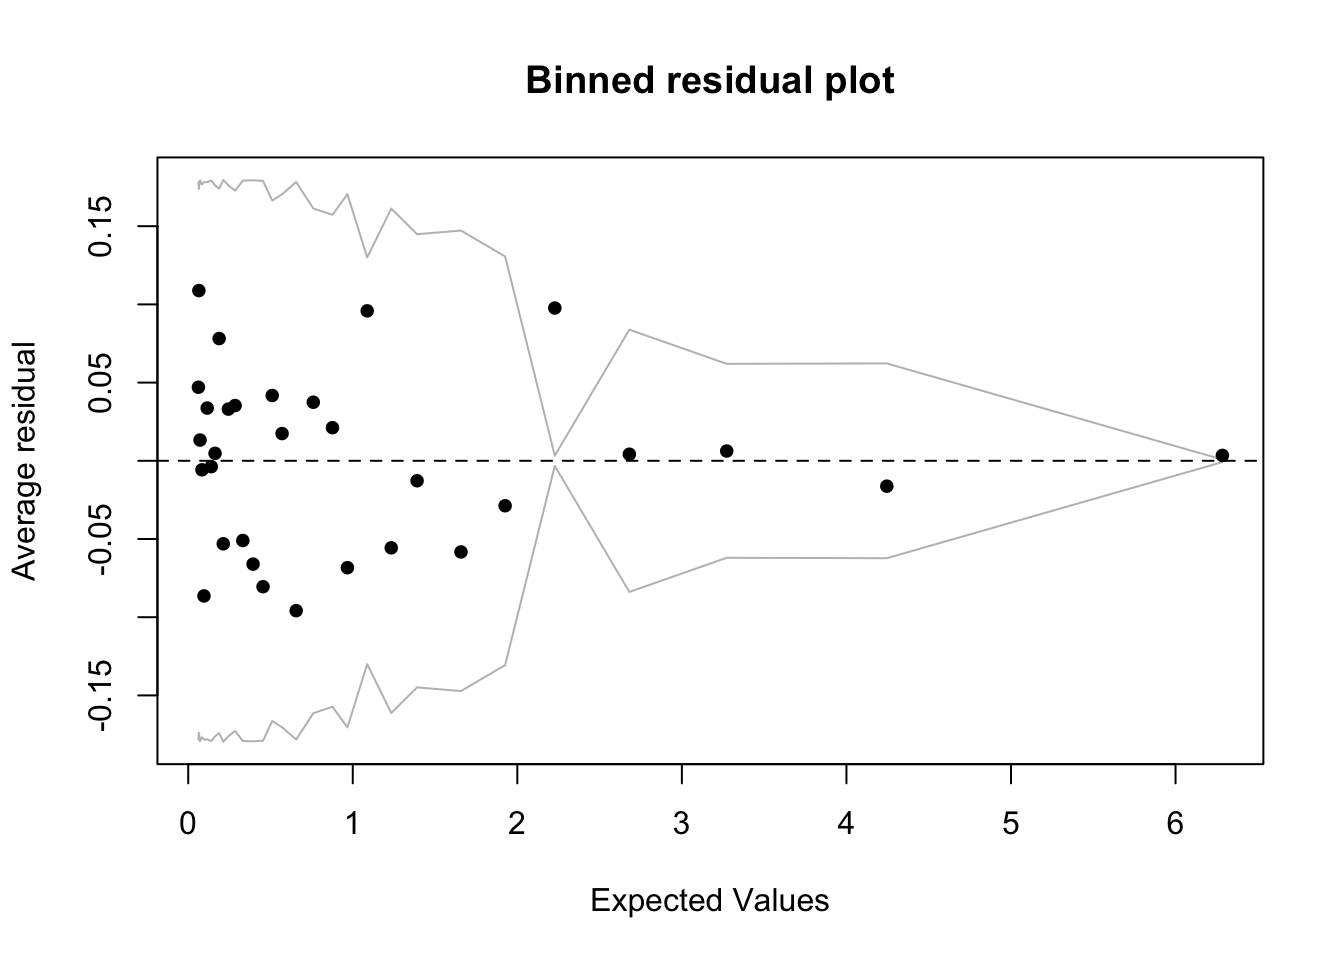 Binned residual plot
Average residual
0.15
0.05
-0.05
-0.15
0 1 2 3 4 5 6
Expected Values